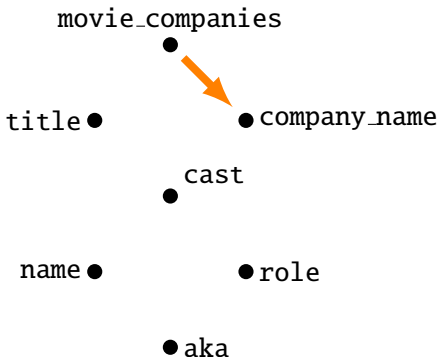 movie_companies
title
company_name
cast
name
role
aka